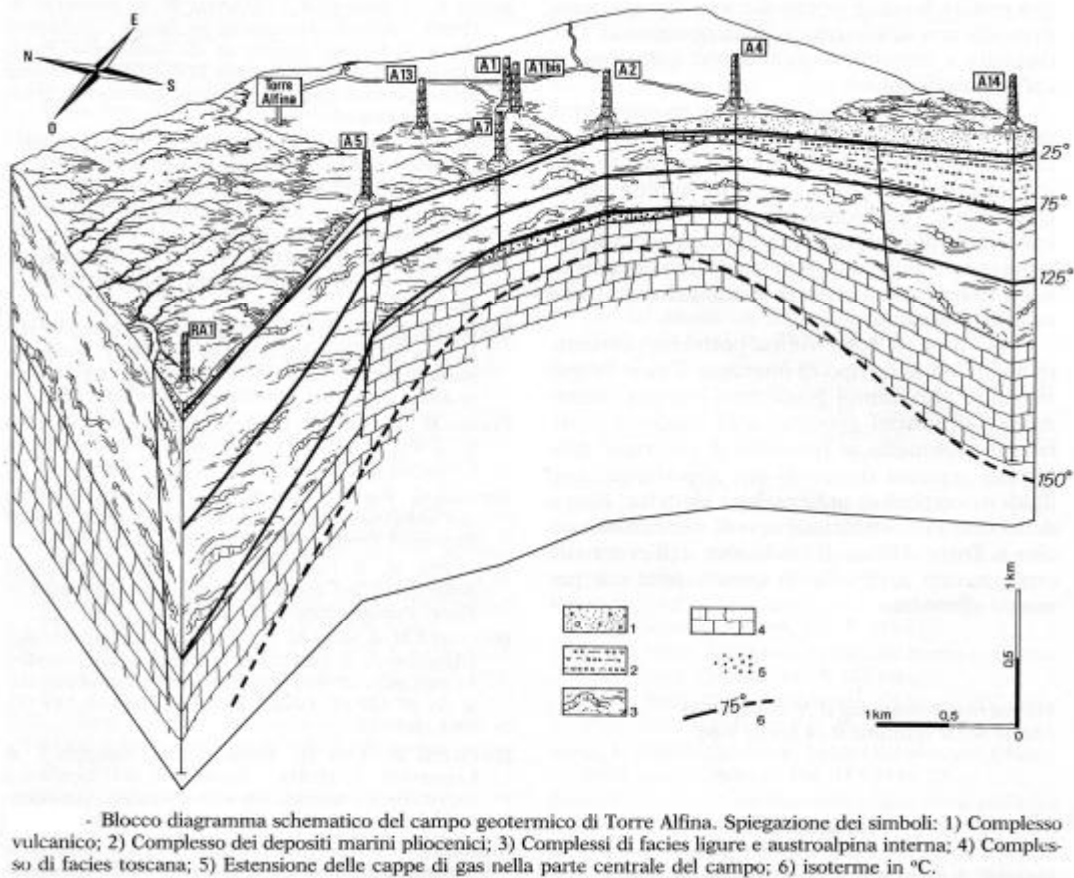 E
N
S
O
Torre
Alfina
A13
A1
A1bis
A2
A4
A14
A7
A5
RA1
25°
75°
125°
150°
1
2
3
4
5
75°
6
1km
0,5
0
0,5
1 km
- Blocco diagramma schematico del campo geotermico di Torre Alfina. Spiegazione dei simboli: 1) Complesso
vulcanico; 2) Complesso dei depositi marini pliocenici; 3) Complessi di facies ligure e austroalpina interna; 4) Comples-
so di facies toscana; 5) Estensione delle cappe di gas nella parte centrale del campo; 6) isoterme in °C.